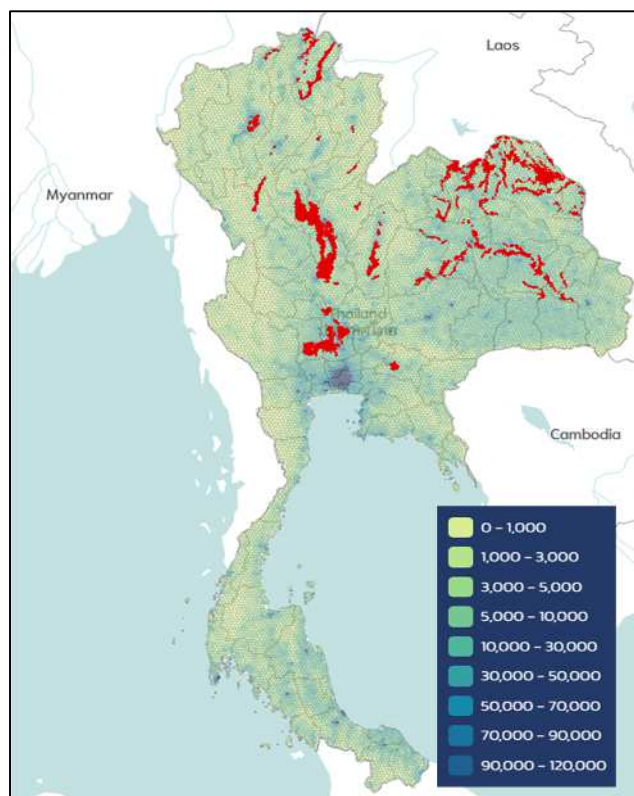 Laos
Myanmar
Thailand
Cambodia
0 – 1,000
1,000 – 3,000
3,000 – 5,000
5,000 – 10,000
10,000 – 30,000
30,000 – 50,000
50,000 – 70,000
70,000 – 90,000
90,000 – 120,000